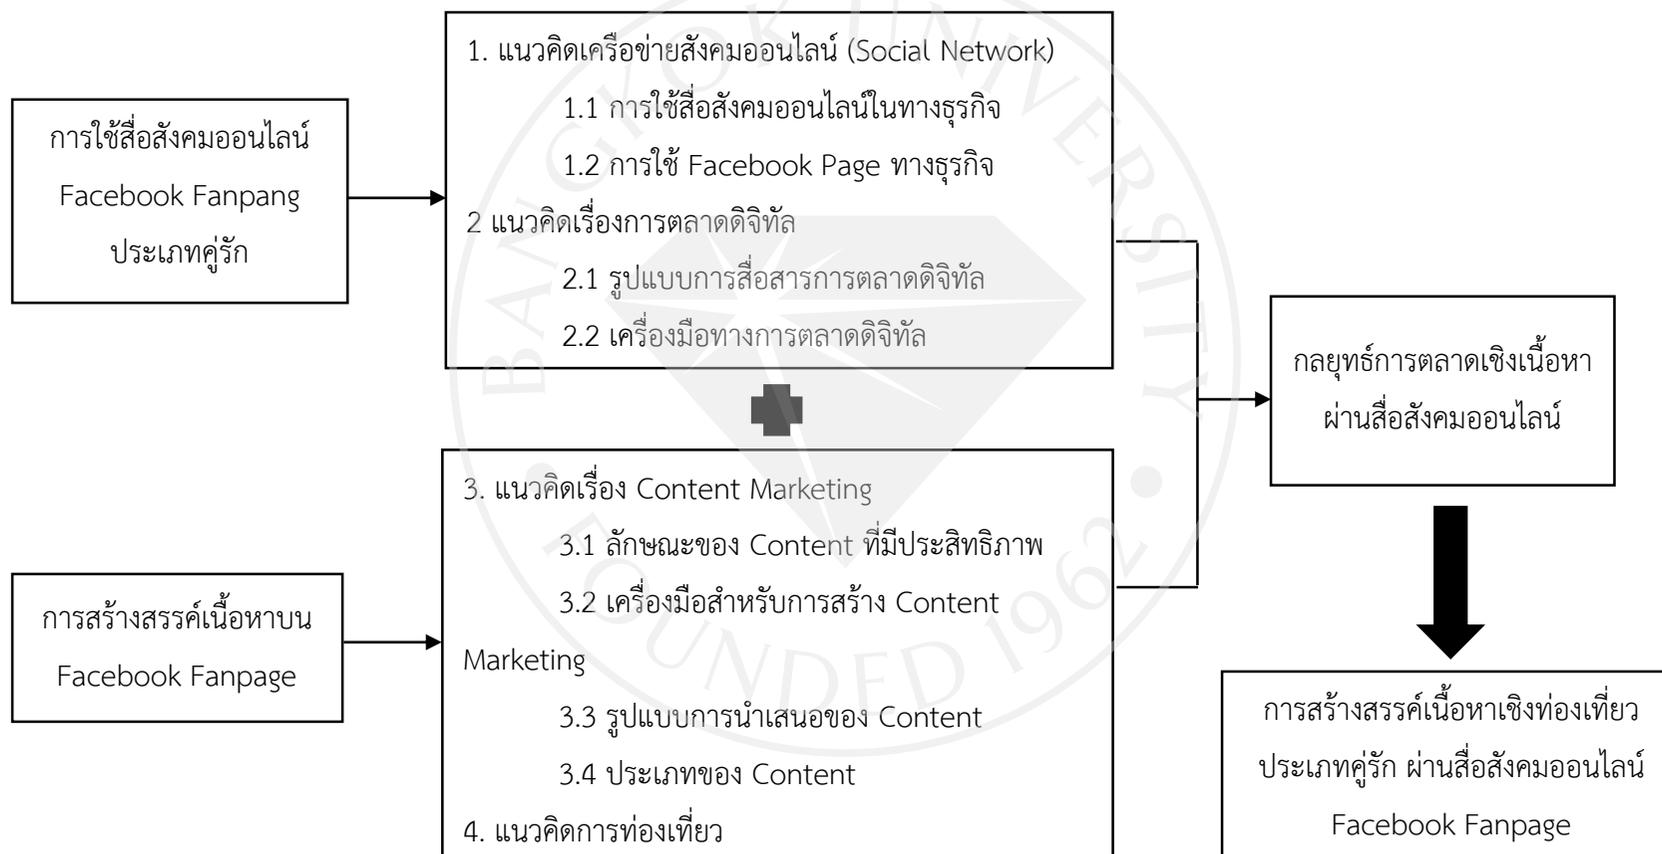 การใช้สื่อสังคมออนไลน์
Facebook Fanpang
ประเภทคู่รัก
1. แนวคิดเครือข่ายสังคมออนไลน์ (Social Network)
1.1 การใช้สื่อสังคมออนไลน์ในทางธุรกิจ
1.2 การใช้ Facebook Page ทางธุรกิจ
2 แนวคิดเรื่องการตลาดดิจิทัล
2.1 รูปแบบการสื่อสารการตลาดดิจิทัล
2.2 เครื่องมือทางการตลาดดิจิทัล
การสร้างสรรค์เนื้อหาบน
Facebook Fanpage
3. แนวคิดเรื่อง Content Marketing
3.1 ลักษณะของ Content ที่มีประสิทธิภาพ
3.2 เครื่องมือสำหรับการสร้าง Content
Marketing
3.3 รูปแบบการนำเสนอของ Content
3.4 ประเภทของ Content
4. แนวคิดการท่องเที่ยว
กลยุทธ์การตลาดเชิงเนื้อหา
ผ่านสื่อสังคมออนไลน์
การสร้างสรรค์เนื้อหาเชิงท่องเที่ยว
ประเภทคู่รัก ผ่านสื่อสังคมออนไลน์
Facebook Fanpage
BANGKOK UNIVERSITY
FOUNDED 1962